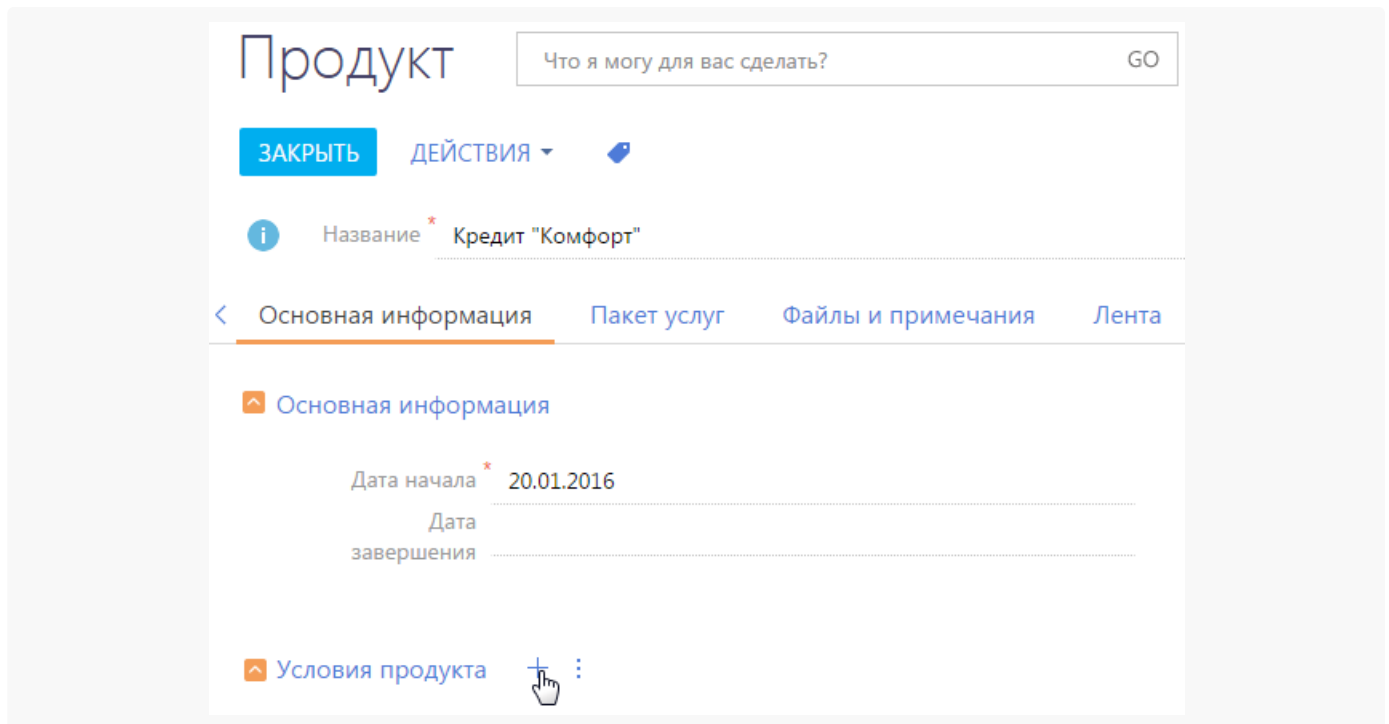 Продукт
Что я могу для вас сделать? GO
ЗАКРЫТЬ ДЕЙСТВИЯ
Название * Кредит "Комфорт"
Основная информация Пакет услуг Файлы и примечания Лента
Основная информация
Дата начала * 20.01.2016
Дата
завершения
Условия продукта